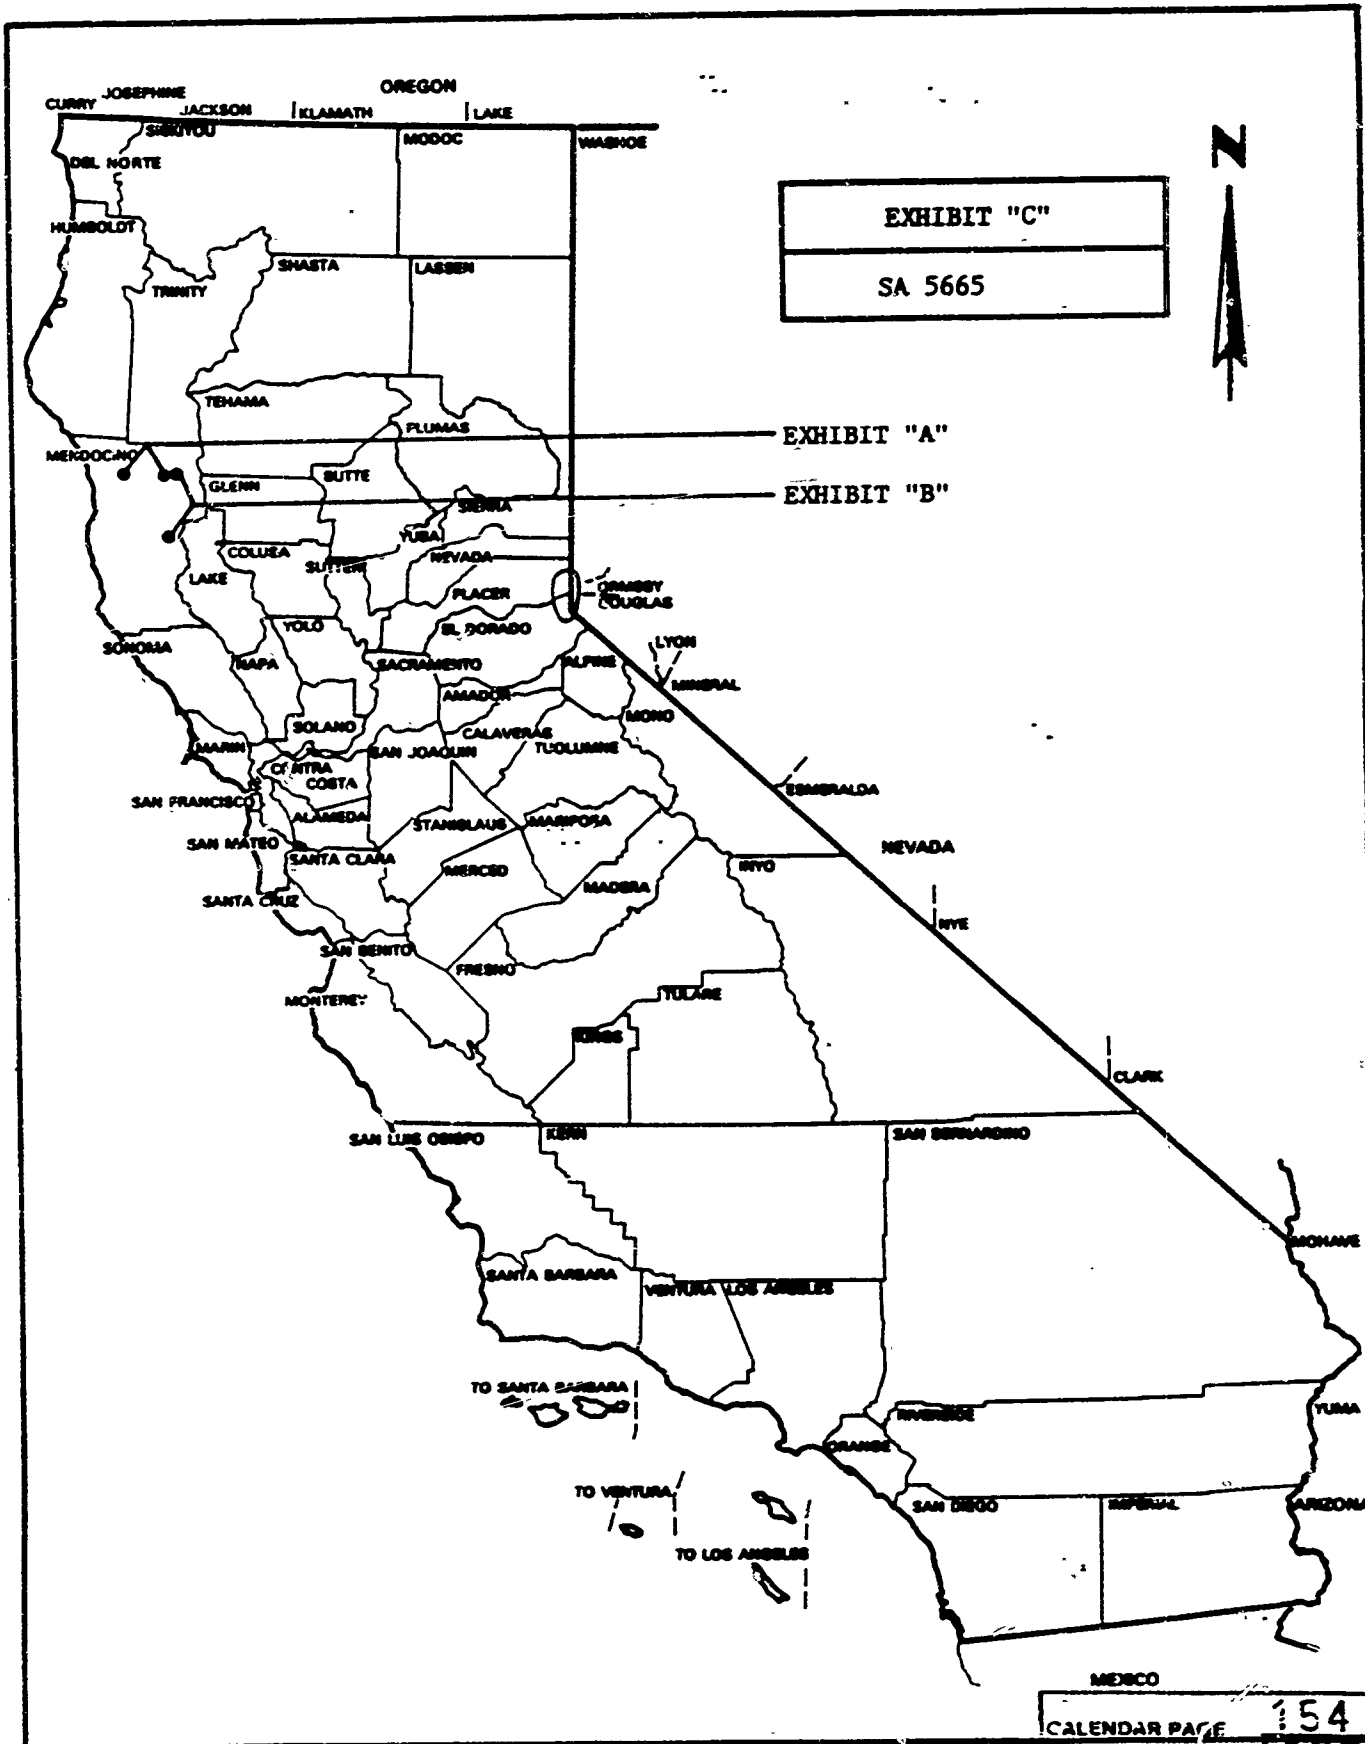 OREGON
CURRY JOSEPHINE JACKSON KLAMATH LAKE
SISKIYOU MODOC WASHOE
DEL NORTE
EXHIBIT "C"
N
HUMBOLDT
SHASTA LASSEN
SA 5665
TRINITY
TEHAMA
PLUMAS
EXHIBIT "A"
MENDOCINO
BUTTE
GLENN
EXHIBIT "B"
SIERRA
YUBA
COLUSA
NEVADA
SUTTER
LAKE
ORMSBY
PLACER
DOUGLAS
YOLO
EL DORADO
SONOMA
LYON
NAPA
SACRAMENTO
ALPINE
MINERAL
AMADOR
MONO
SOLANO
CALAVERAS
MARIN
SAN JOAQUIN
TUOLUMNE
CONTRA
COSTA
ESMERALDA
SAN FRANCISCO
ALAMEDA
STANISLAUS
MARIPOSA
SAN MATEO
NEVADA
SANTA CLARA
INYO
MERCED
MADERA
SANTA CRUZ
NYE
SAN BENITO
FRESNO
MONTEREY
TULARE
KINGS
CLARK
SAN LUIS OBISPO
KERN
SAN BERNARDINO
MOHAVE
SANTA BARBARA
VENTURA
LOS ANGELES
TO SANTA BARBARA
YUMA
RIVERSIDE
ORANGE
TO VENTURA
SAN DIEGO
IMPERIAL
ARIZONA
TO LOS ANGELES
MEXICO
CALENDAR PAGE 154